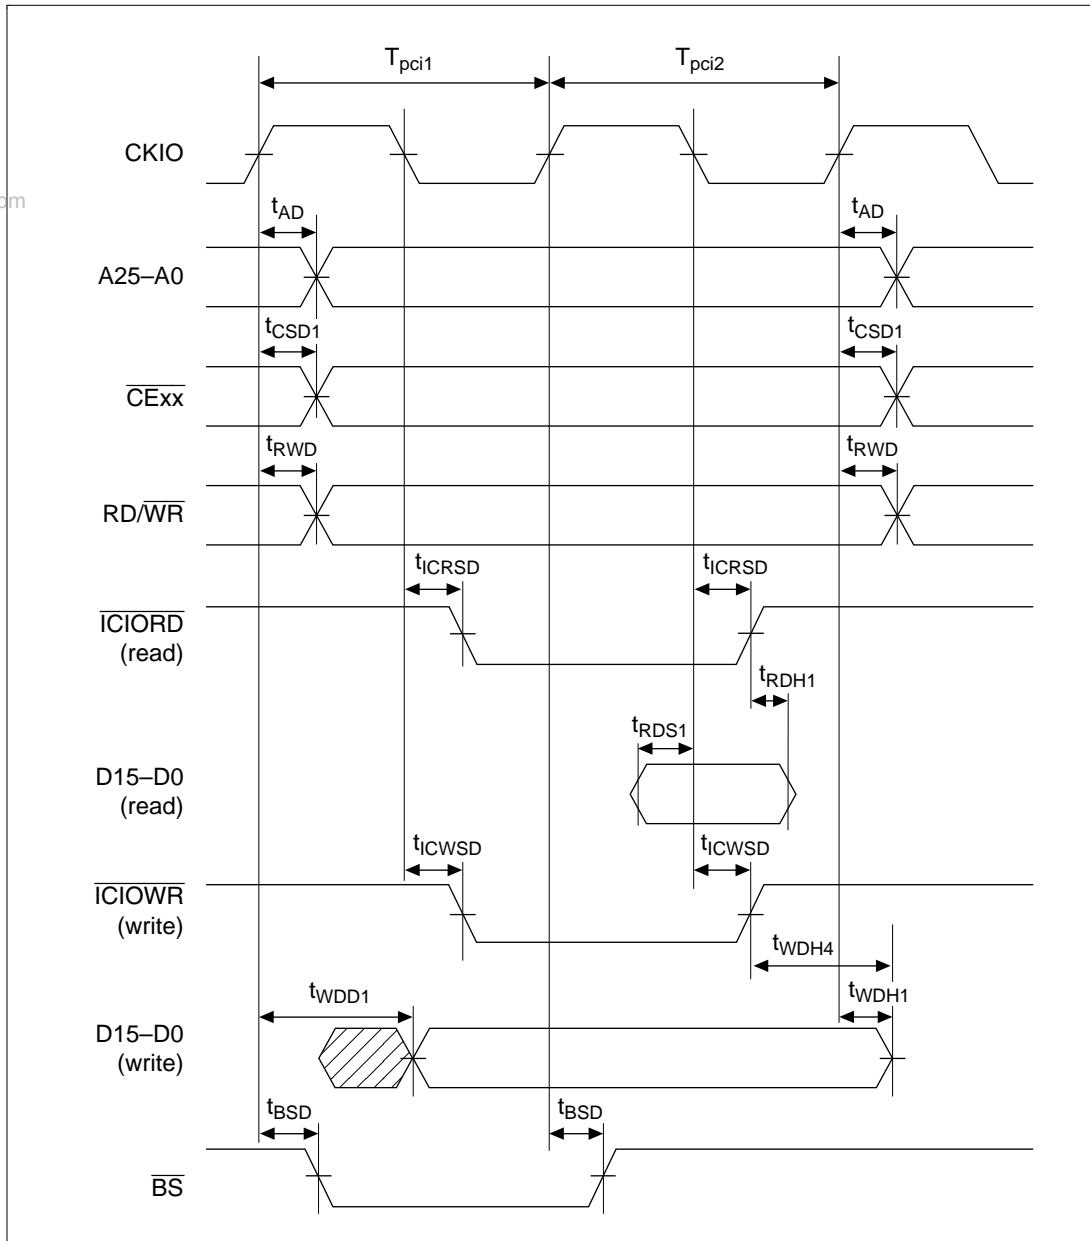 Tpci1 Tpci2
CKIO
om
tAD tAD
A25–A0
tCSD1 tCSD1
CExx
tRWD tRWD
RD/WR
tICRSD tICRSD
ICIORD
(read)
tRDH1
tRDS1
D15–D0
(read)
tICWSD tICWSD
ICIOWR
(write)
tWDH4
tWDD1 tWDH1
D15–D0
(write)
tBSD tBSD
BS